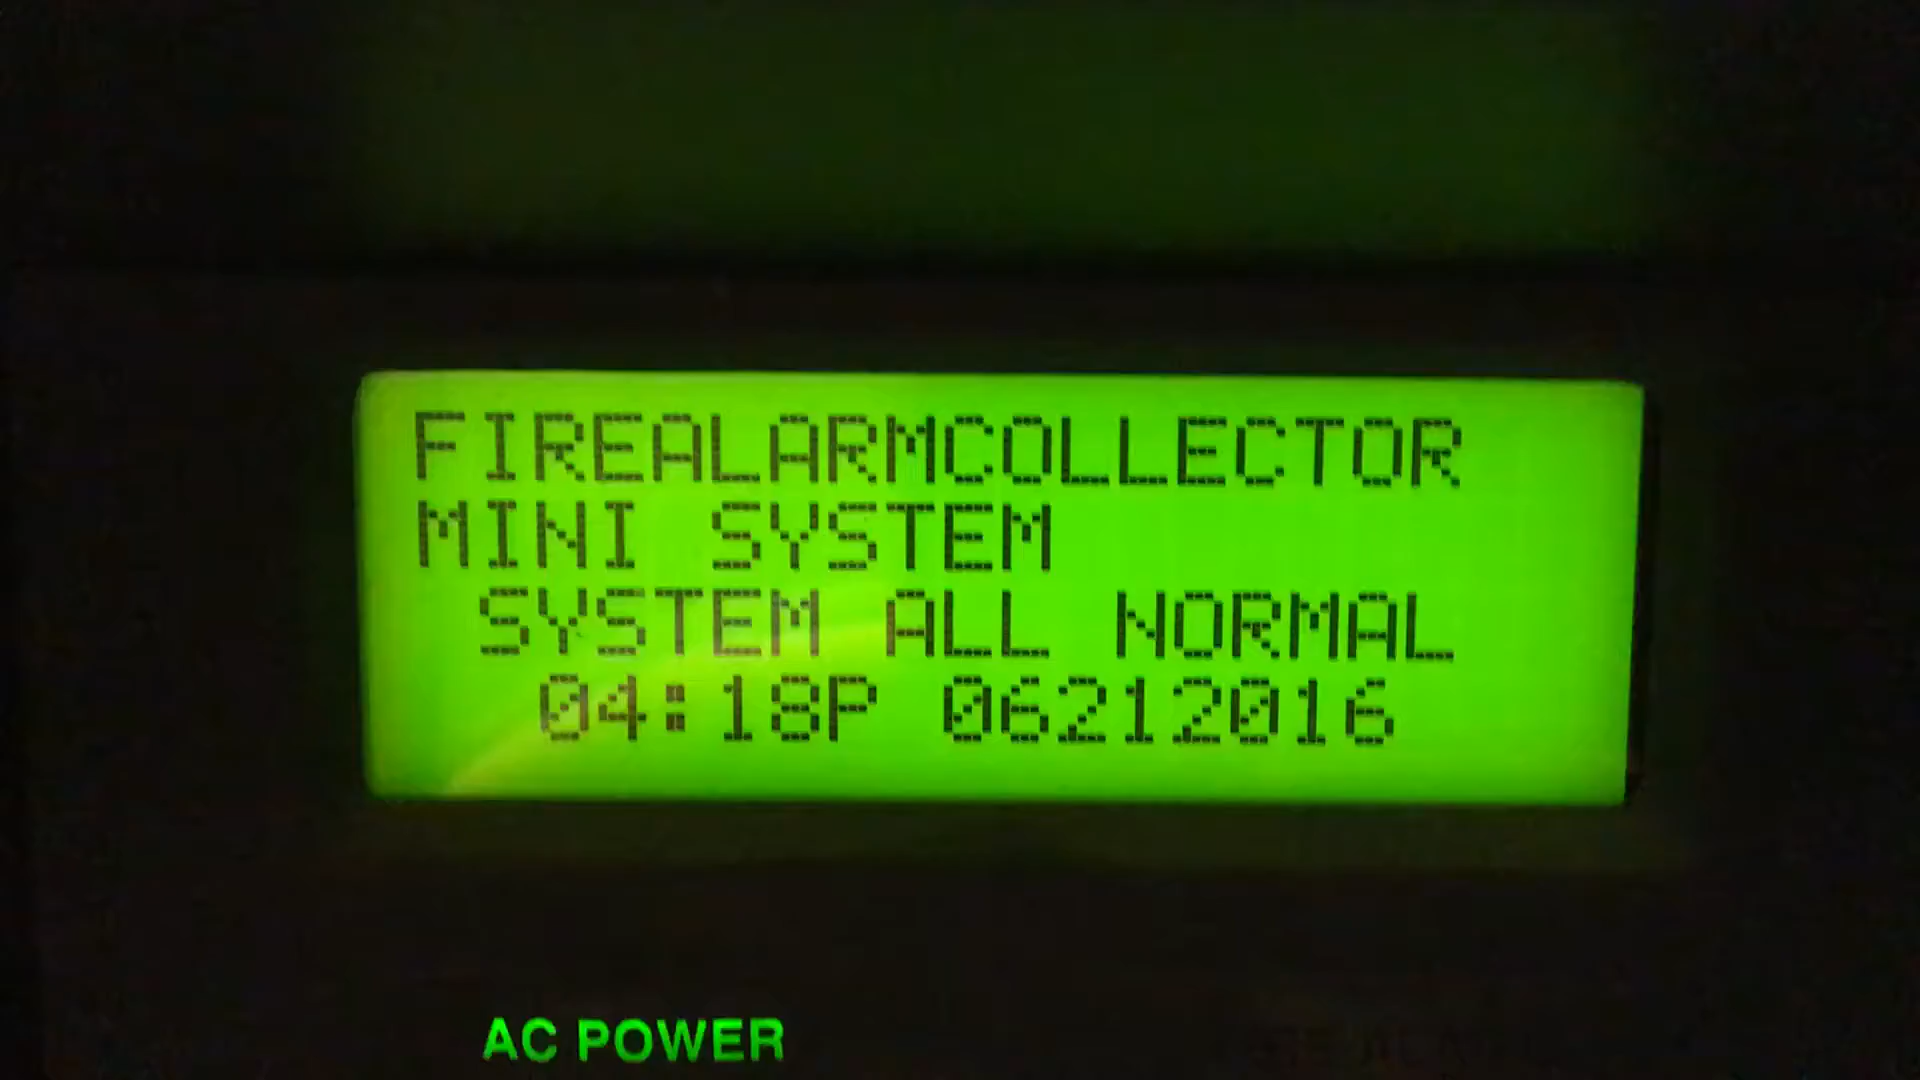 FIREALARMCOLLECTOR
MINI SYSTEM
SYSTEM ALL NORMAL
04:18P 06212016
AC POWER